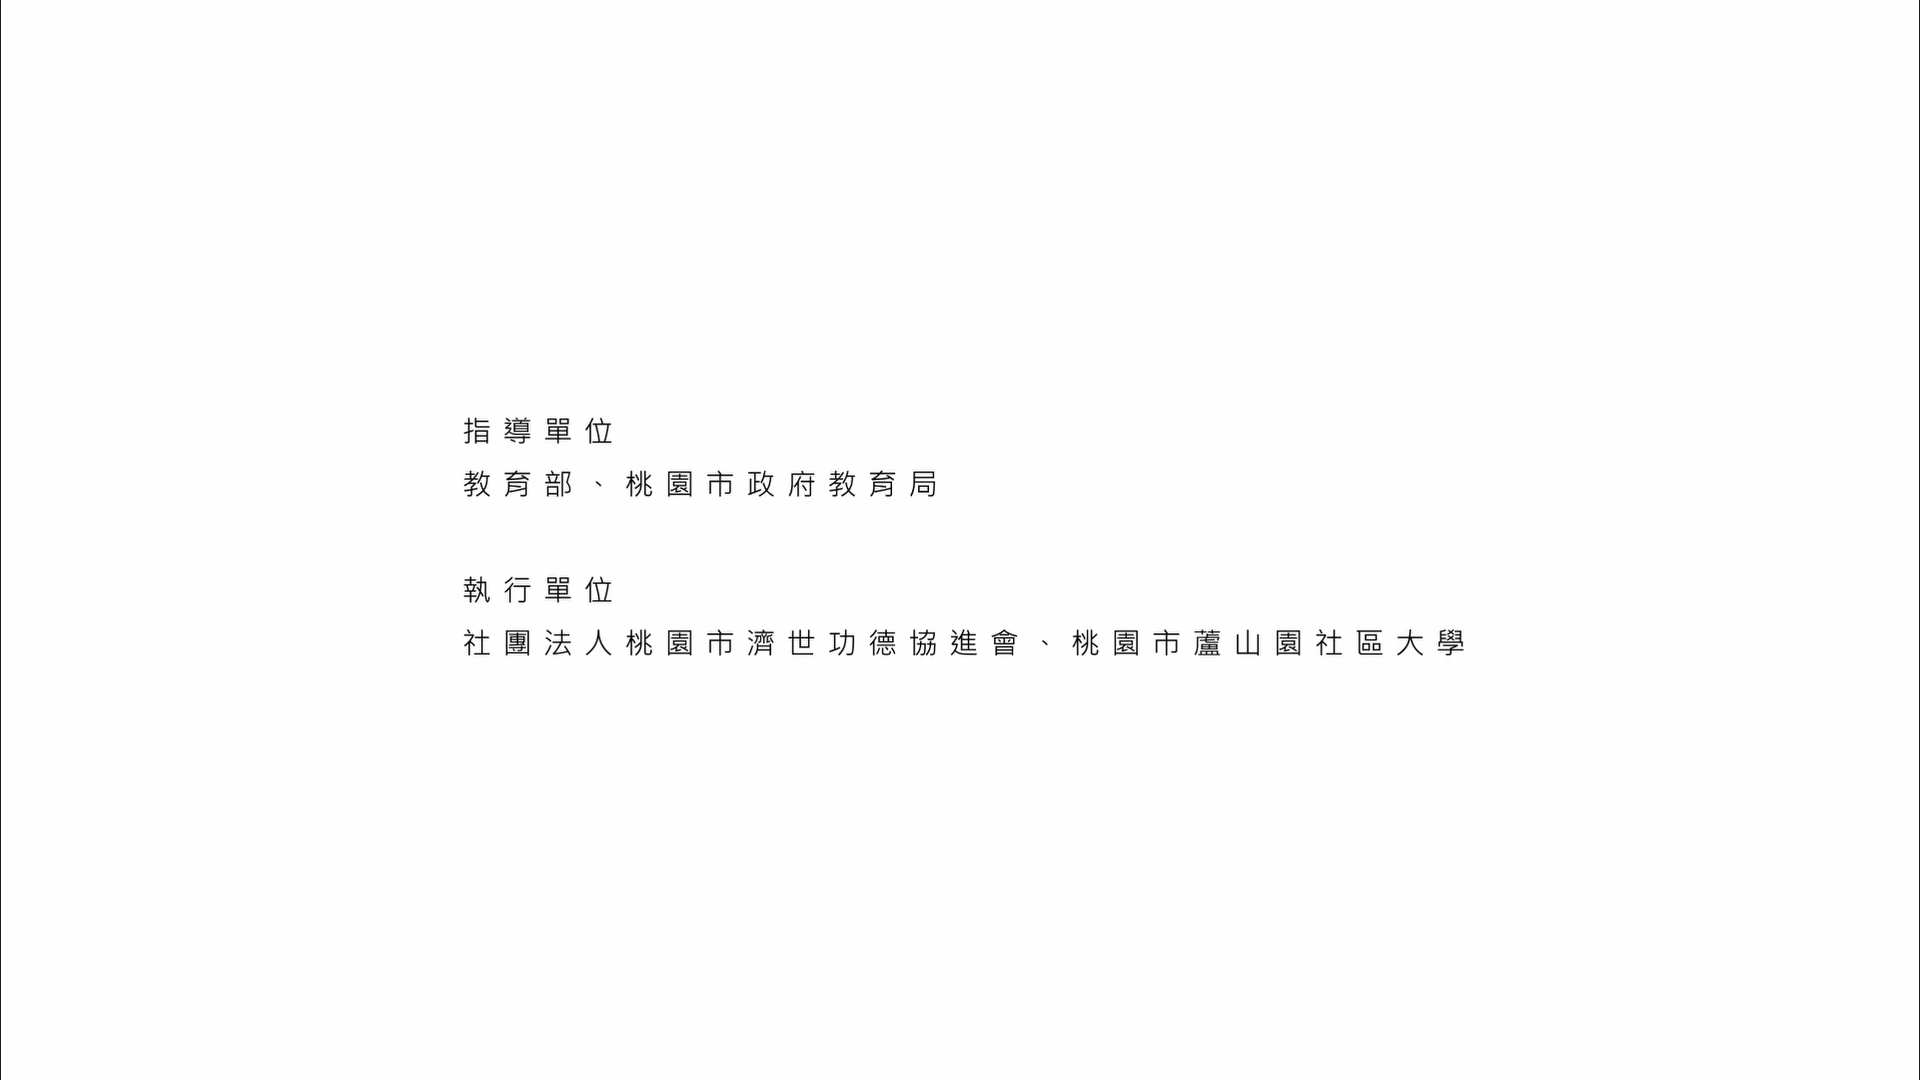 指導單位
教育部、桃園市政府教育局
執行單位
社團法人桃園市濟世功德協進會、桃園市蘆山園社區大學